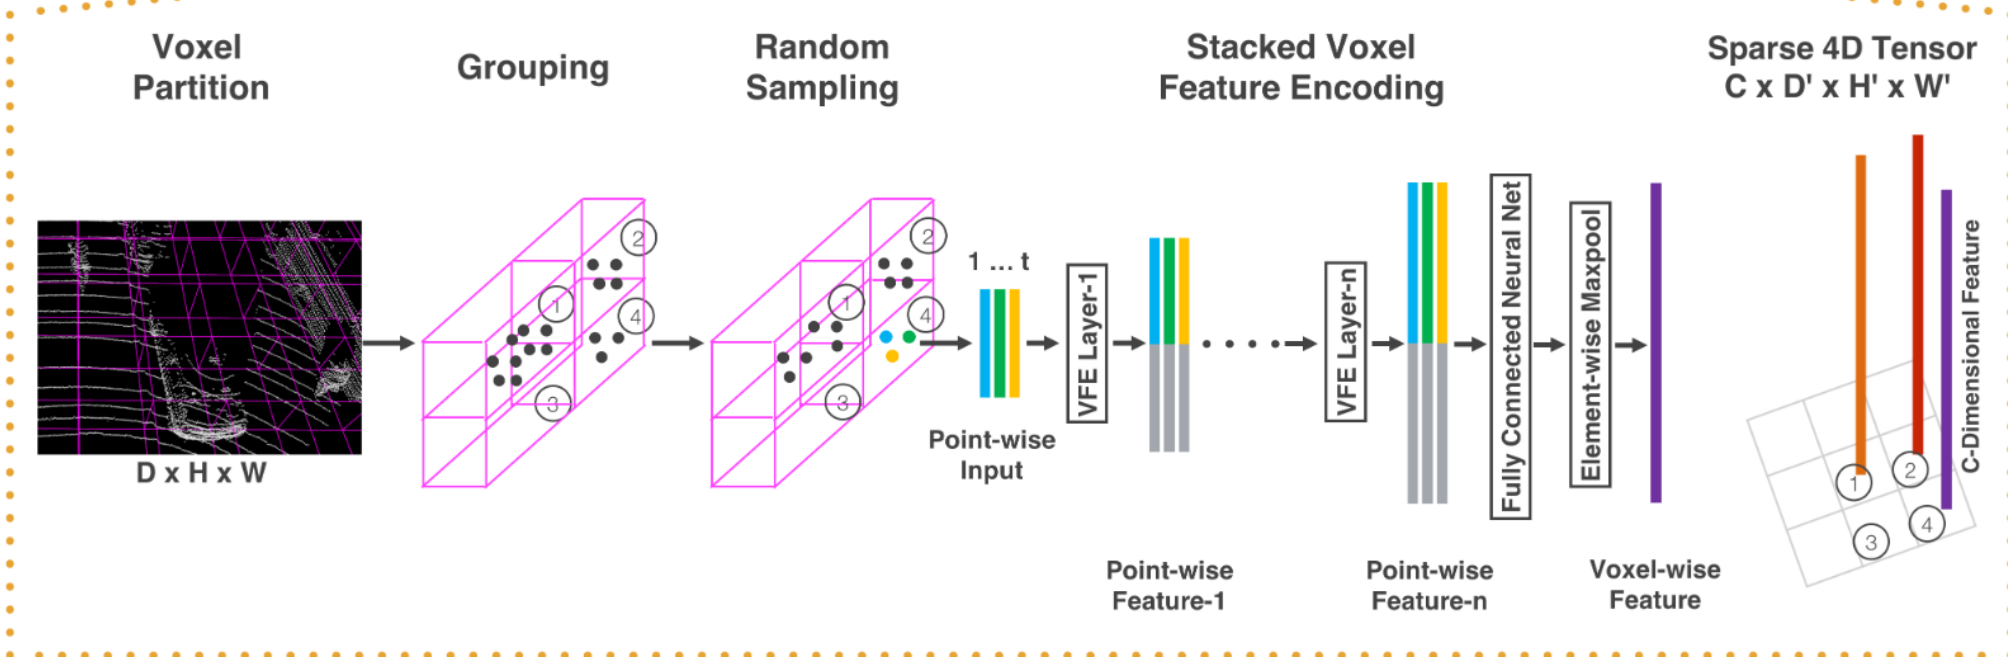 Voxel
Partition
Grouping
Random
Sampling
Stacked Voxel
Feature Encoding
Sparse 4D Tensor
C x D' x H' x W'
D x H x W
1
2
3
4
1
2
3
4
1 ... t
Point-wise
Input
VFE Layer-1
Point-wise
Feature-1
VFE Layer-n
Point-wise
Feature-n
Fully Connected Neural Net
Element-wise Maxpool
Voxel-wise
Feature
C-Dimensional Feature
1
2
3
4